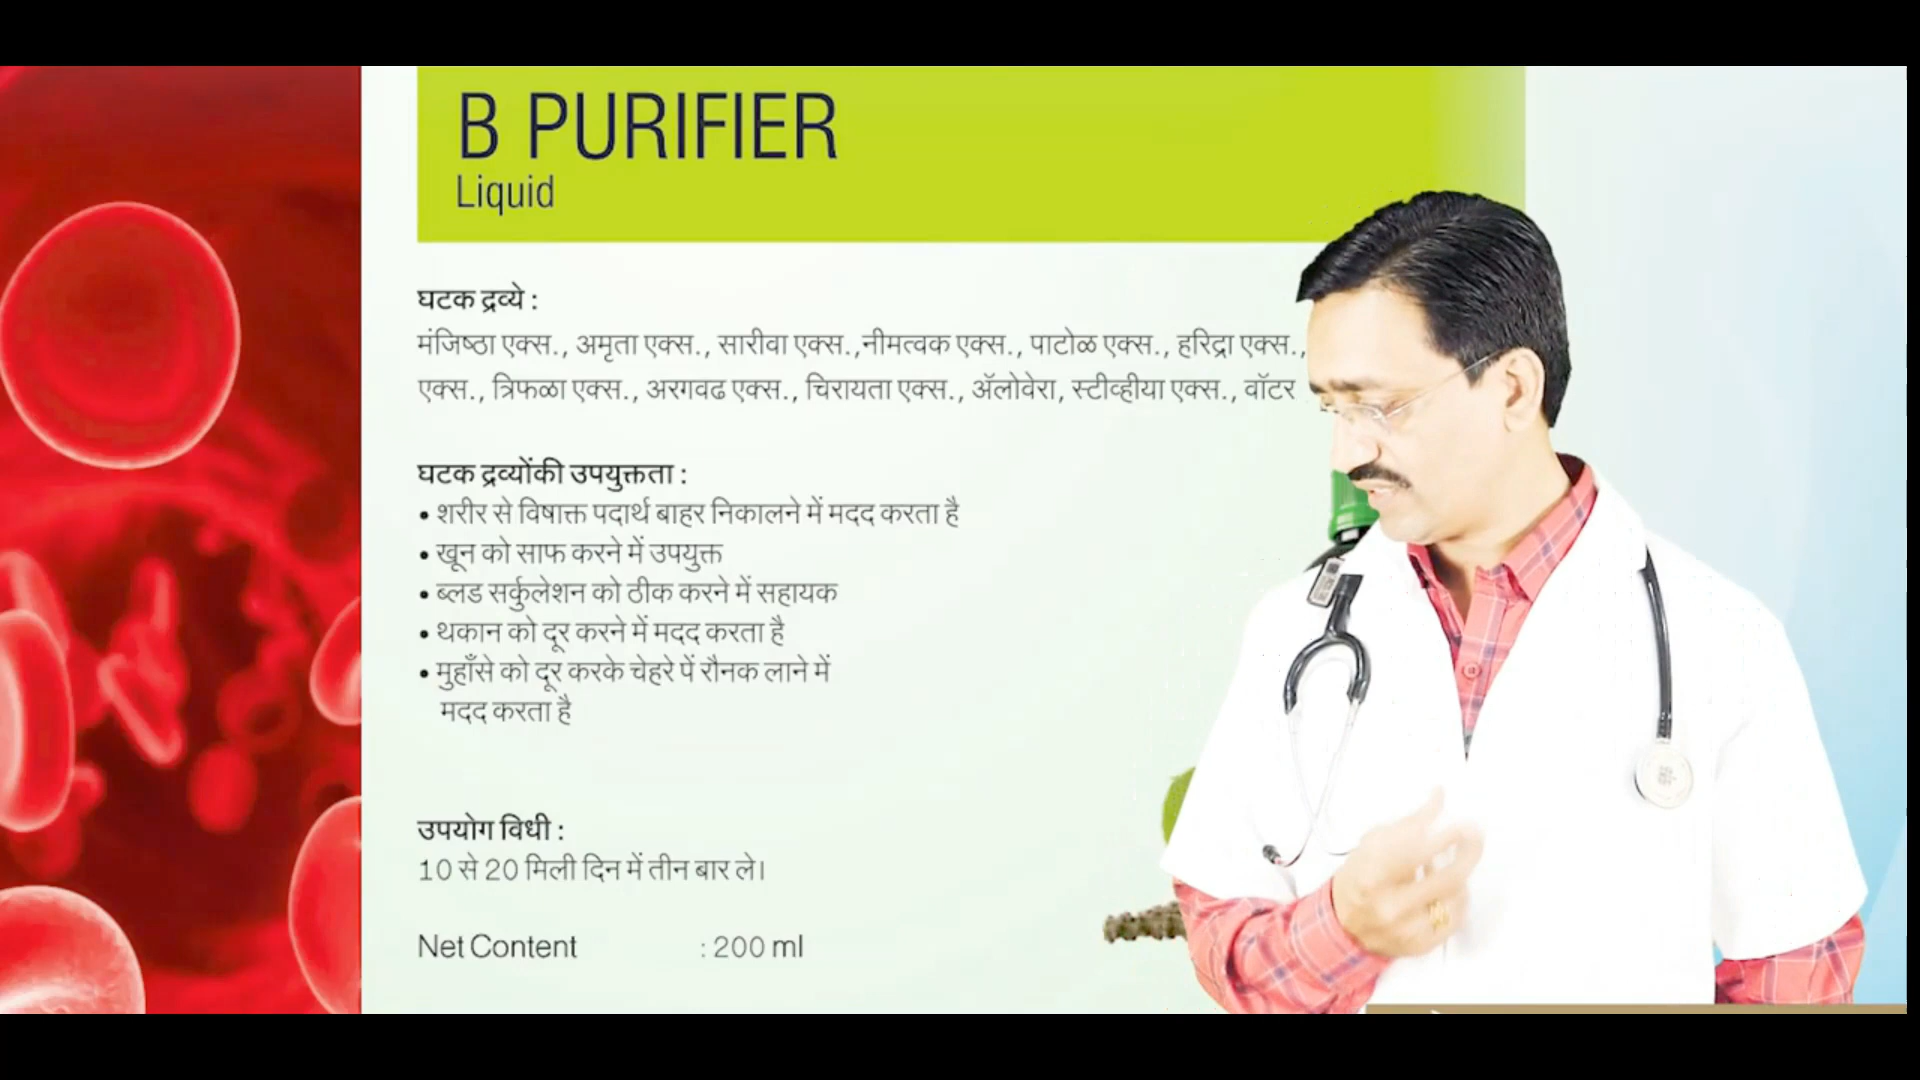 B PURIFIER
Liquid
घटक द्रव्ये :
मंजिष्ठा एक्स., अमृता एक्स., सारीवा एक्स.,नीमत्वक एक्स., पाटोळ एक्स., हरिद्रा एक्स.,
एक्स., त्रिफळा एक्स., अरगवढ एक्स., चिरायता एक्स., ॲलोवेरा, स्टीव्हीया एक्स., वॉटर
घटक द्रव्योंकी उपयुक्तता :
• शरीर से विषाक्त पदार्थ बाहर निकालने में मदद करता है
• खून को साफ करने में उपयुक्त
• ब्लड सर्कुलेशन को ठीक करने में सहायक
• थकान को दूर करने में मदद करता है
• मुहाँसे को दूर करके चेहरे पें रौनक लाने में
मदद करता है
उपयोग विधी :
10 से 20 मिली दिन में तीन बार ले।
Net Content : 200 ml